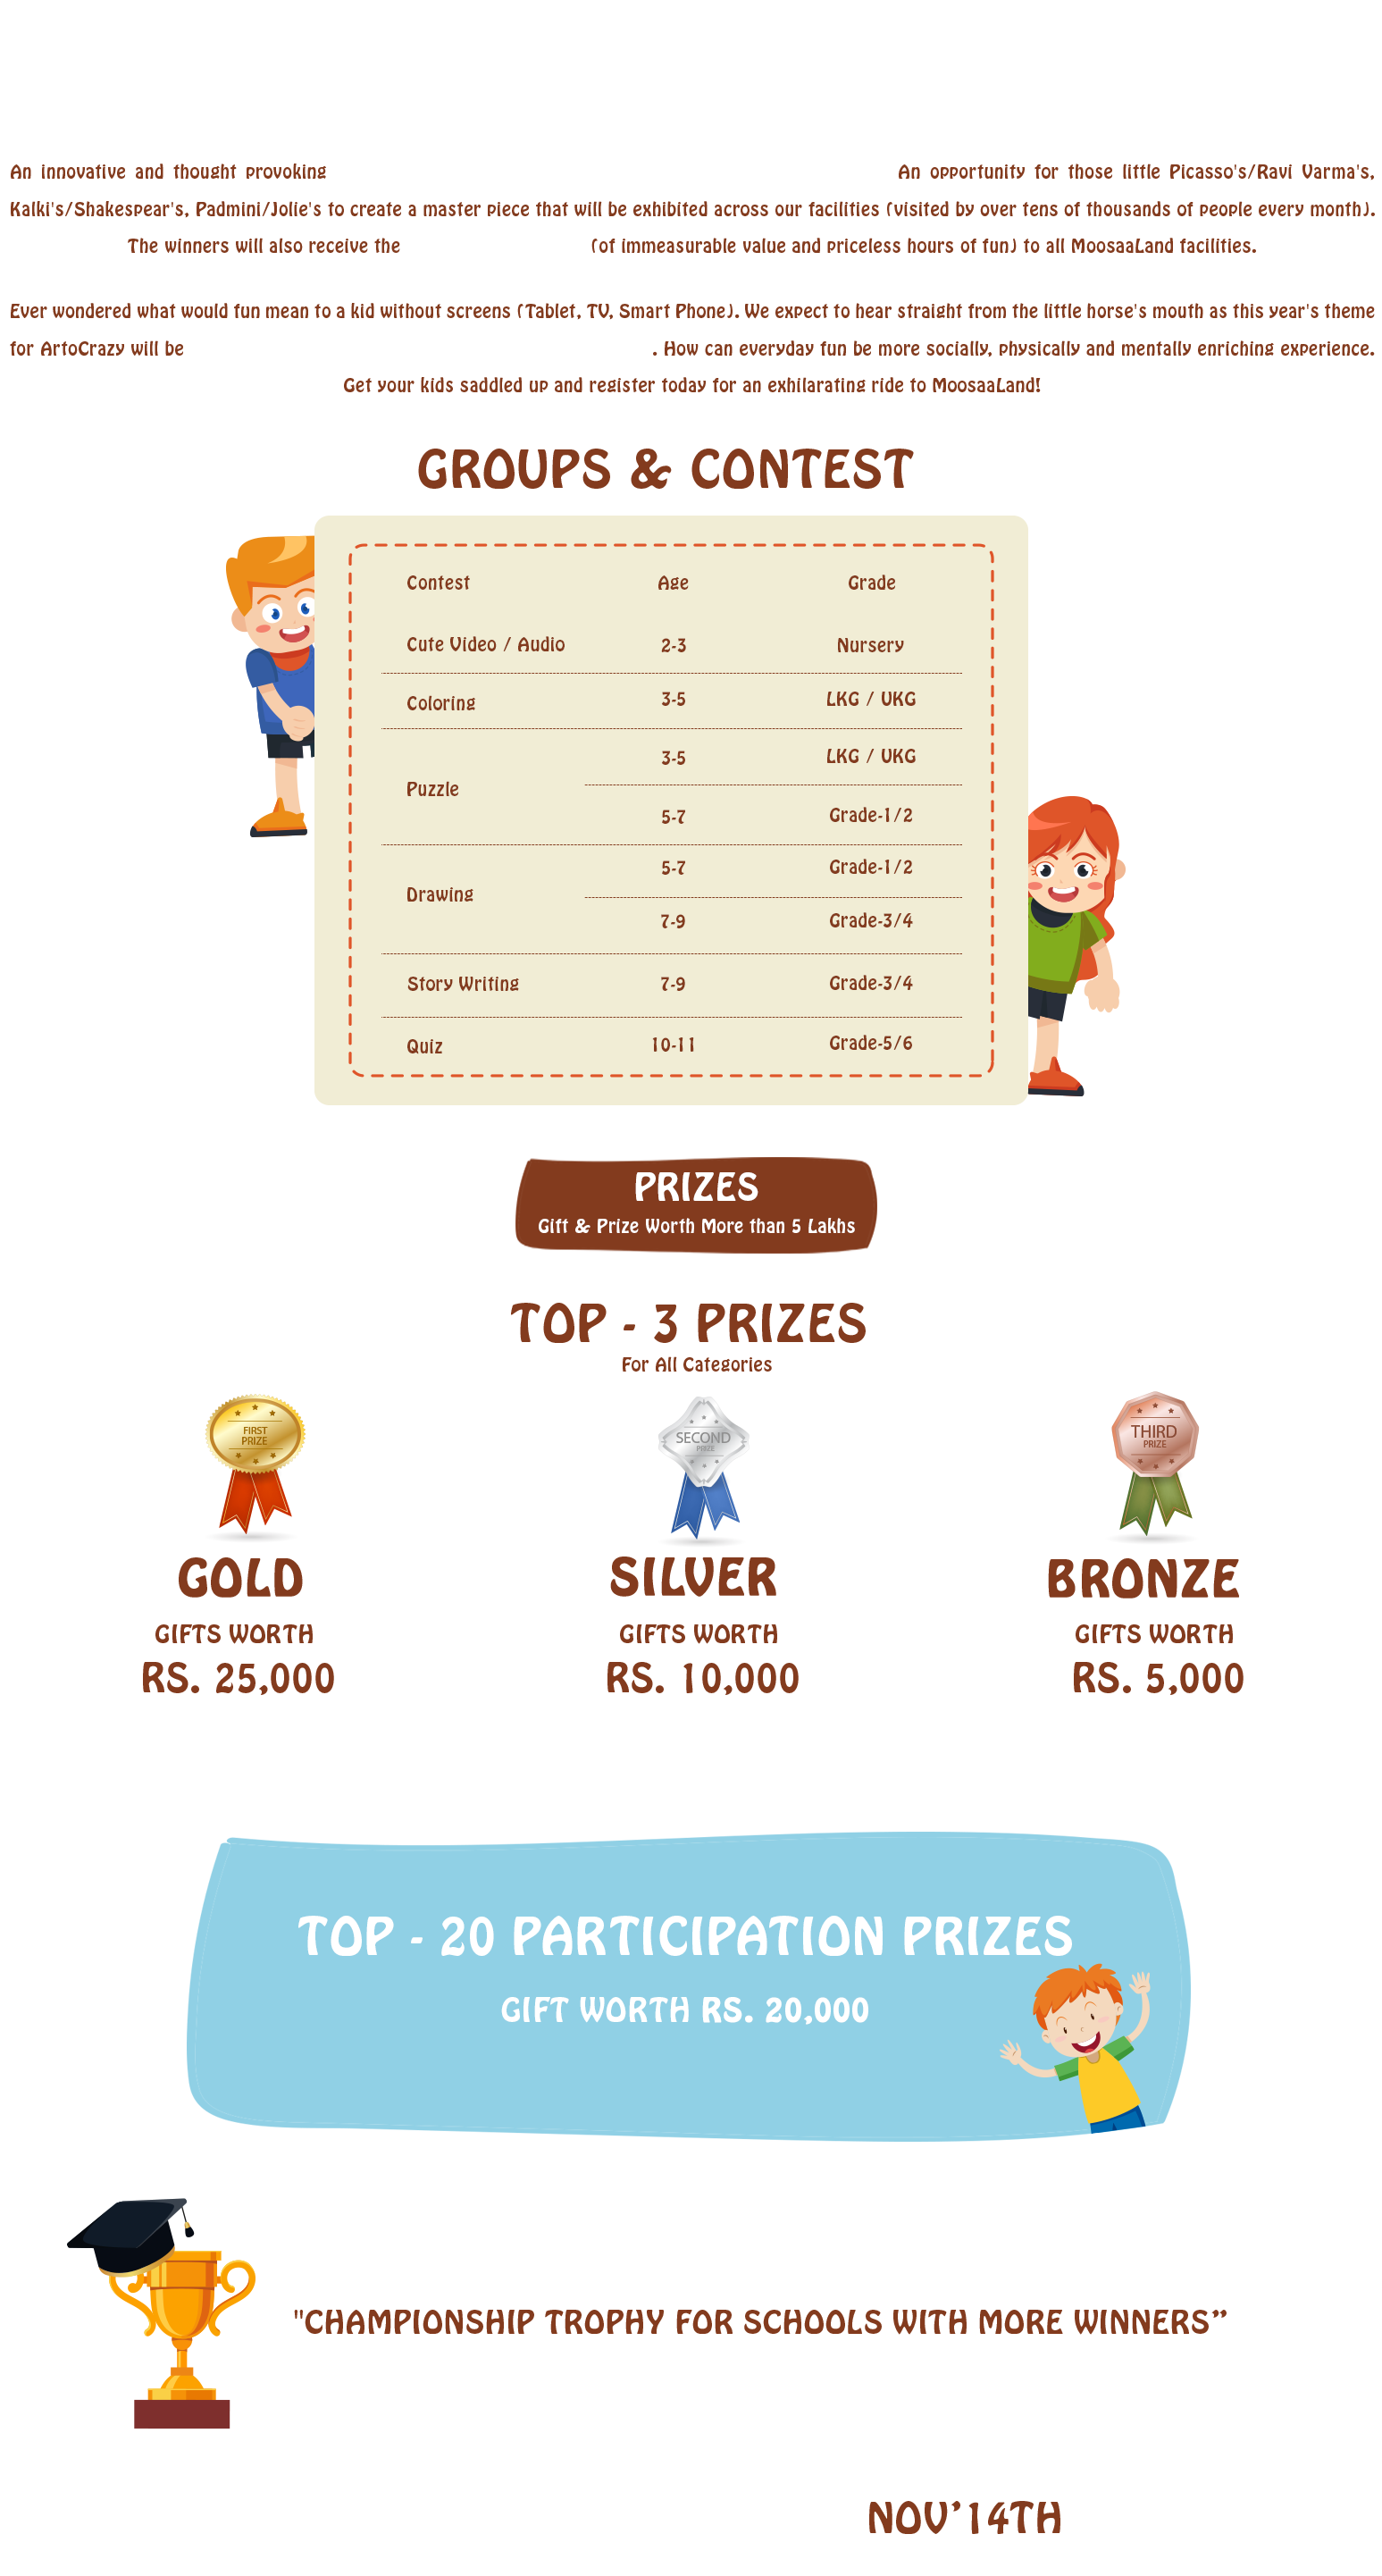 An innovative and thought provoking An opportunity for those little Picasso's/Ravi Varma's,
Kalki's/Shakespear's, Padmini/Jolie's to create a master piece that will be exhibited across our facilities (visited by over tens of thousands of people every month).
The winners will also receive the (of immeasurable value and priceless hours of fun) to all MoosaaLand facilities.
Ever wondered what would fun mean to a kid without screens (Tablet, TV, Smart Phone). We expect to hear straight from the little horse's mouth as this year's theme
for ArtoCrazy will be . How can everyday fun be more socially, physically and mentally enriching experience.
Get your kids saddled up and register today for an exhilarating ride to MoosaaLand!
GROUPS & CONTEST
Contest Age Grade
Cute Video / Audio 2-3 Nursery
Coloring 3-5 LKG / UKG
Puzzle
3-5 LKG / UKG
5-7 Grade-1/2
Drawing
5-7 Grade-1/2
7-9 Grade-3/4
Story Writing 7-9 Grade-3/4
Quiz 10-11 Grade-5/6
PRIZES
Gift & Prize Worth More than 5 Lakhs
TOP - 3 PRIZES
For All Categories
FIRST
PRIZE
SECOND
PRIZE
THIRD
PRIZE
GOLD SILVER BRONZE
GIFTS WORTH GIFTS WORTH GIFTS WORTH
RS. 25,000 RS. 10,000 RS. 5,000
TOP - 20 PARTICIPATION PRIZES
GIFT WORTH RS. 20,000
"CHAMPIONSHIP TROPHY FOR SCHOOLS WITH MORE WINNERS”
NOV’14TH